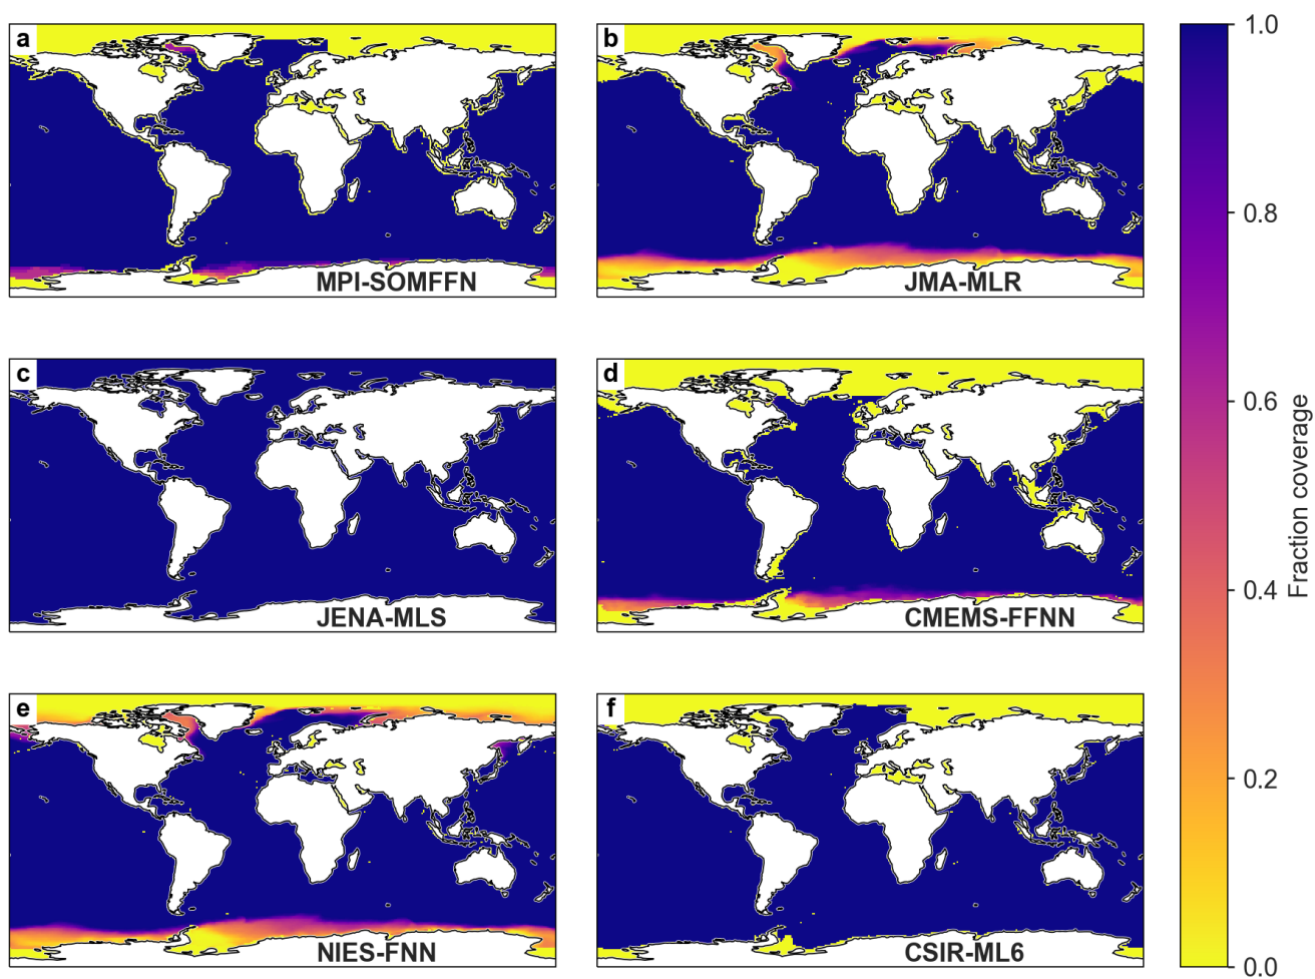 a
MPI-SOMFFN
b
JMA-MLR
c
JENA-MLS
d
CMEMS-FFNN
e
NIES-FNN
f
CSIR-ML6
1.0
0.8
0.6
0.4
0.2
0.0
Fraction coverage